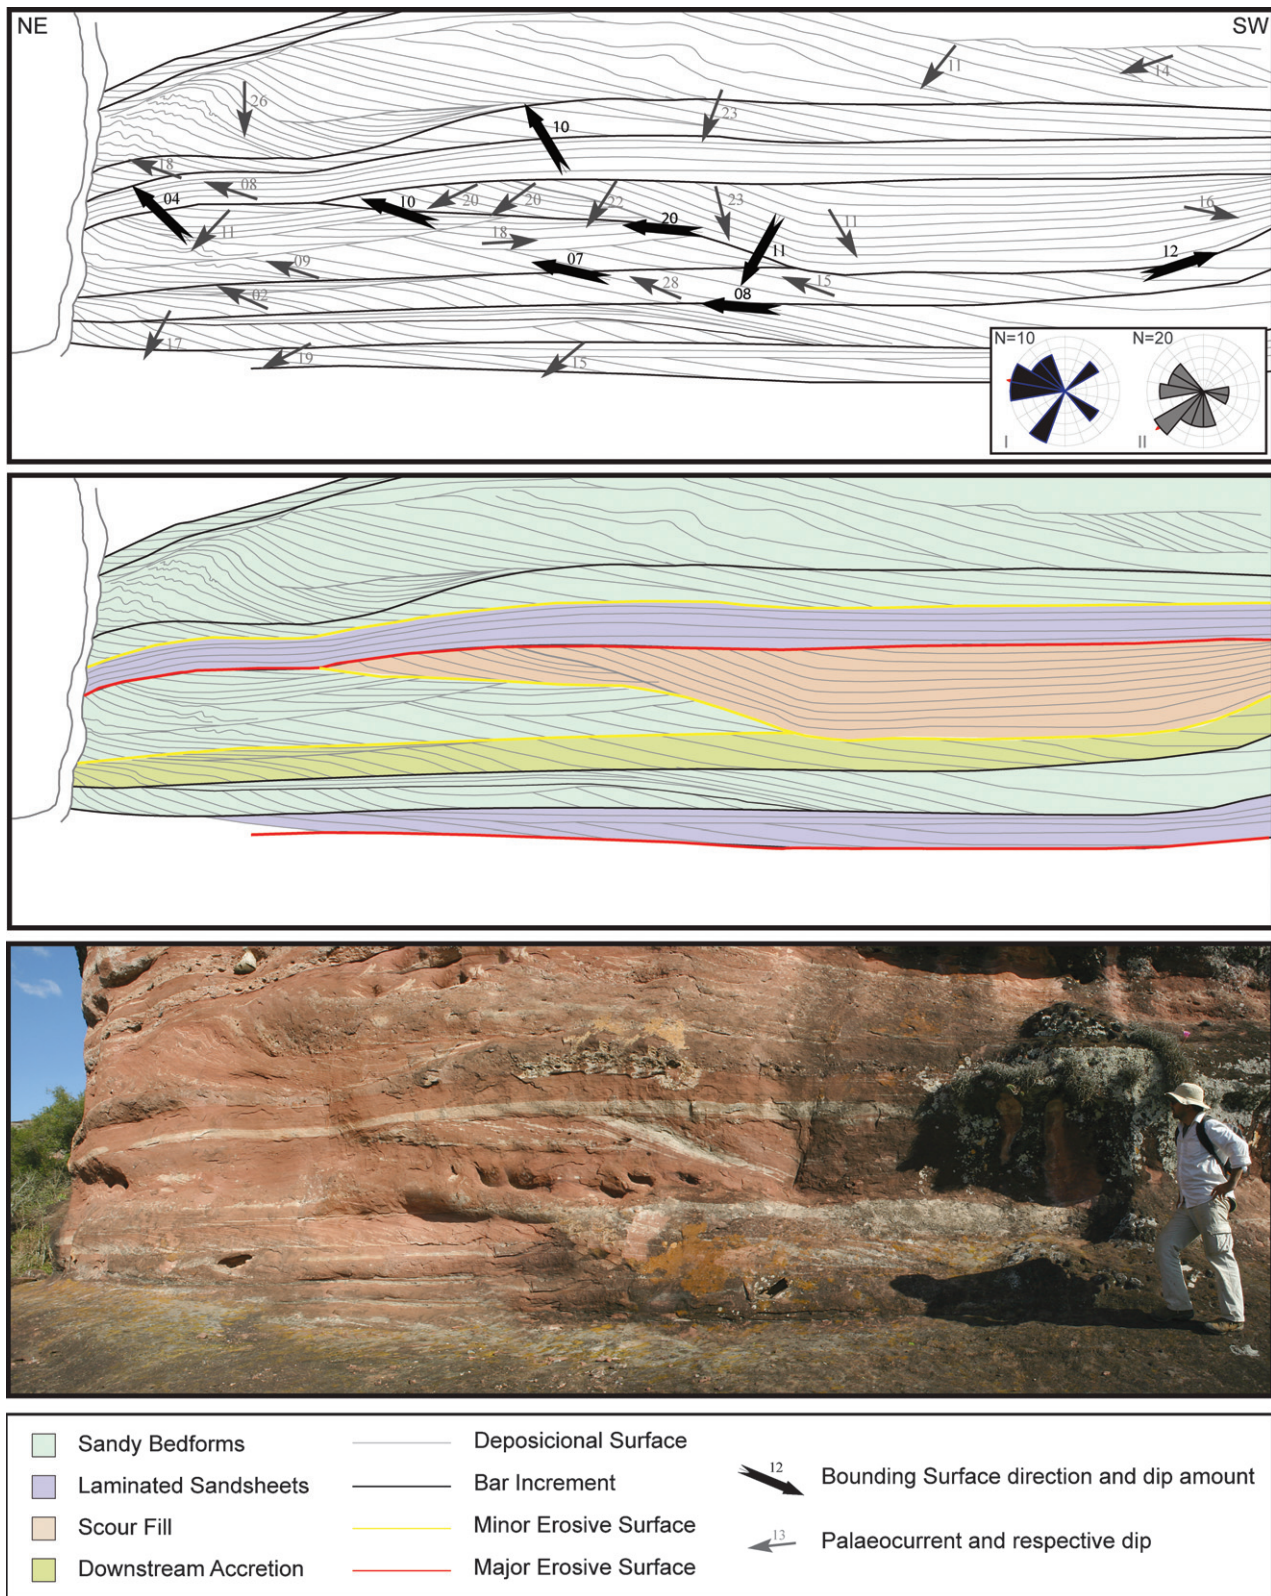 NE SW
11
14
26
23
10
18
08
04
10
20
20
22
23
20
11
16
11
18
11
12
09
07
28
15
02
08
17
19
15
N=10 N=20
I II
Sandy Bedforms
Laminated Sandsheets
Scour Fill
Downstream Accretion
Deposicional Surface
Bar Increment
Minor Erosive Surface
Major Erosive Surface
12
Bounding Surface direction and dip amount
13
Palaeocurrent and respective dip